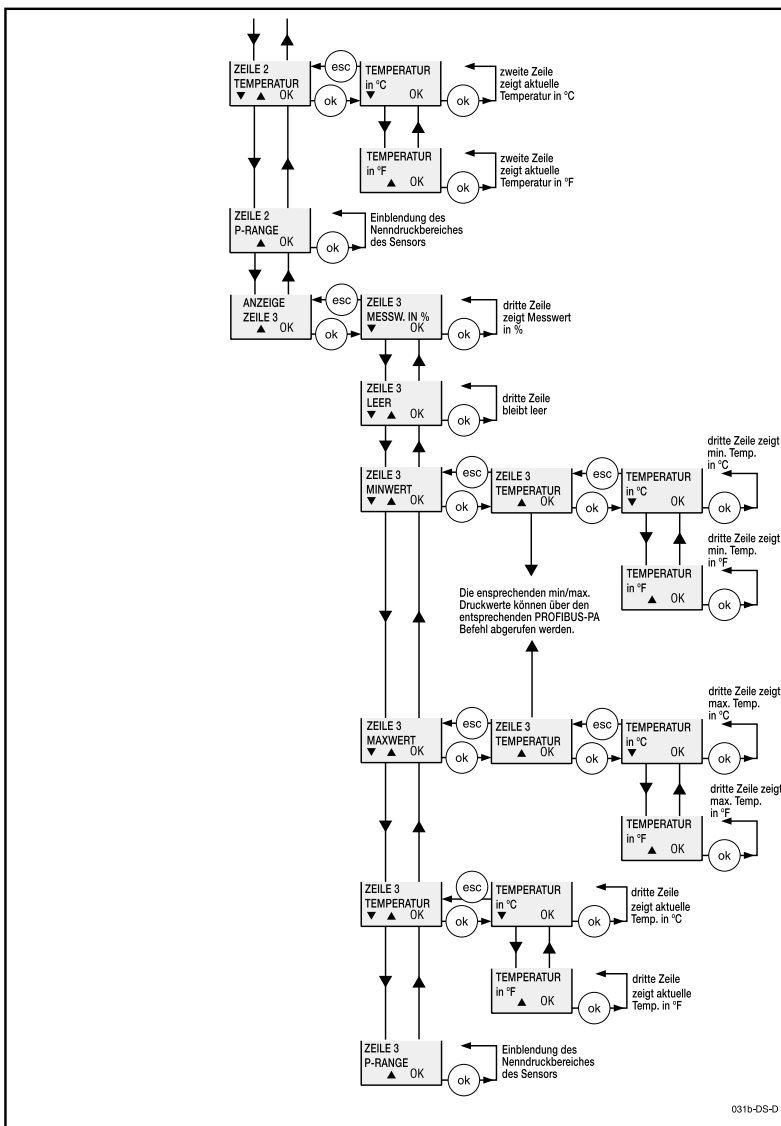 ZEILE 2
TEMPERATUR
▼ ▲ OK
esc
ok
TEMPERATUR
in °C
▼ OK
ok
zweite Zeile
zeigt aktuelle
Temperatur in °C
TEMPERATUR
in °F
▲ OK
ok
zweite Zeile
zeigt aktuelle
Temperatur in °F
ZEILE 2
P-RANGE
▲ OK
ok
Einblendung des
Nenndruckbereiches
des Sensors
ANZEIGE
ZEILE 3
▲ OK
esc
ok
ZEILE 3
MESSW. IN %
▼ OK
ok
dritte Zeile
zeigt Messwert
in %
ZEILE 3
LEER
▼ ▲ OK
ok
dritte Zeile
bleibt leer
ZEILE 3
MINWERT
▼ ▲ OK
esc
ok
ZEILE 3
TEMPERATUR
▲ OK
esc
ok
TEMPERATUR
in °C
▼ OK
ok
dritte Zeile zeigt
min. Temp.
in °C
TEMPERATUR
in °F
▲ OK
ok
dritte Zeile zeigt
min. Temp.
in °F
Die ensprechenden min/max.
Druckwerte können über den
entsprechenden PROFIBUS-PA
Befehl abgerufen werden.
ZEILE 3
MAXWERT
▼ ▲ OK
esc
ok
ZEILE 3
TEMPERATUR
▲ OK
esc
ok
TEMPERATUR
in °C
▼ OK
ok
dritte Zeile zeigt
max. Temp.
in °C
TEMPERATUR
in °F
▲ OK
ok
dritte Zeile zeigt
max. Temp.
in °F
ZEILE 3
TEMPERATUR
▼ ▲ OK
esc
ok
TEMPERATUR
in °C
▼ OK
ok
dritte Zeile
zeigt aktuelle
Temp. in °C
TEMPERATUR
in °F
▲ OK
ok
dritte Zeile
zeigt aktuelle
Temp. in °F
ZEILE 3
P-RANGE
▲ OK
ok
Einblendung des
Nenndruckbereiches
des Sensors
031b-DS-D